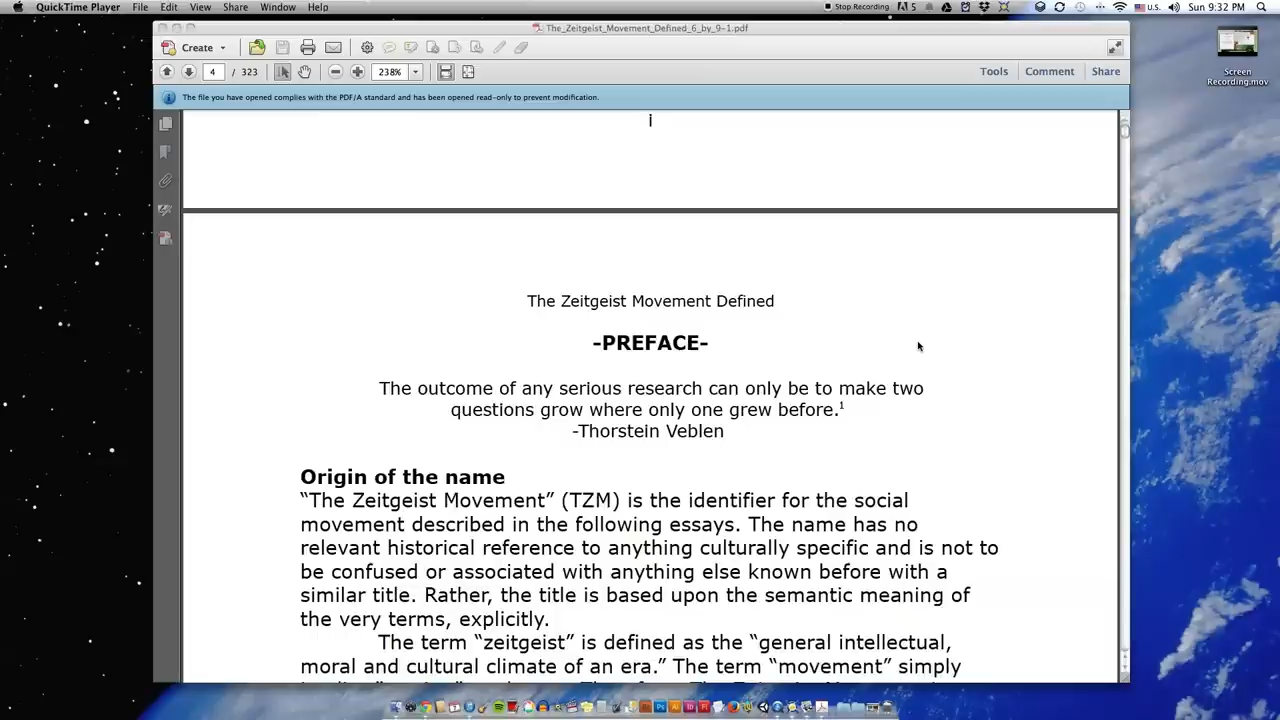 QuickTime Player File Edit View Share Window Help Stop Recording 5 U.S. Sun 9:32 PM
The_Zeitgeist_Movement_Defined_6_by_9-1.pdf
Create
4 / 323 238% Tools Comment Share
The file you have opened complies with the PDF/A standard and has been opened read-only to prevent modification.
Screen
Recording.mov
i
The Zeitgeist Movement Defined
-PREFACE-
The outcome of any serious research can only be to make two
questions grow where only one grew before.1
-Thorstein Veblen
Origin of the name
“The Zeitgeist Movement” (TZM) is the identifier for the social
movement described in the following essays. The name has no
relevant historical reference to anything culturally specific and is not to
be confused or associated with anything else known before with a
similar title. Rather, the title is based upon the semantic meaning of
the very terms, explicitly.
The term “zeitgeist” is defined as the “general intellectual,
moral and cultural climate of an era.” The term “movement” simply